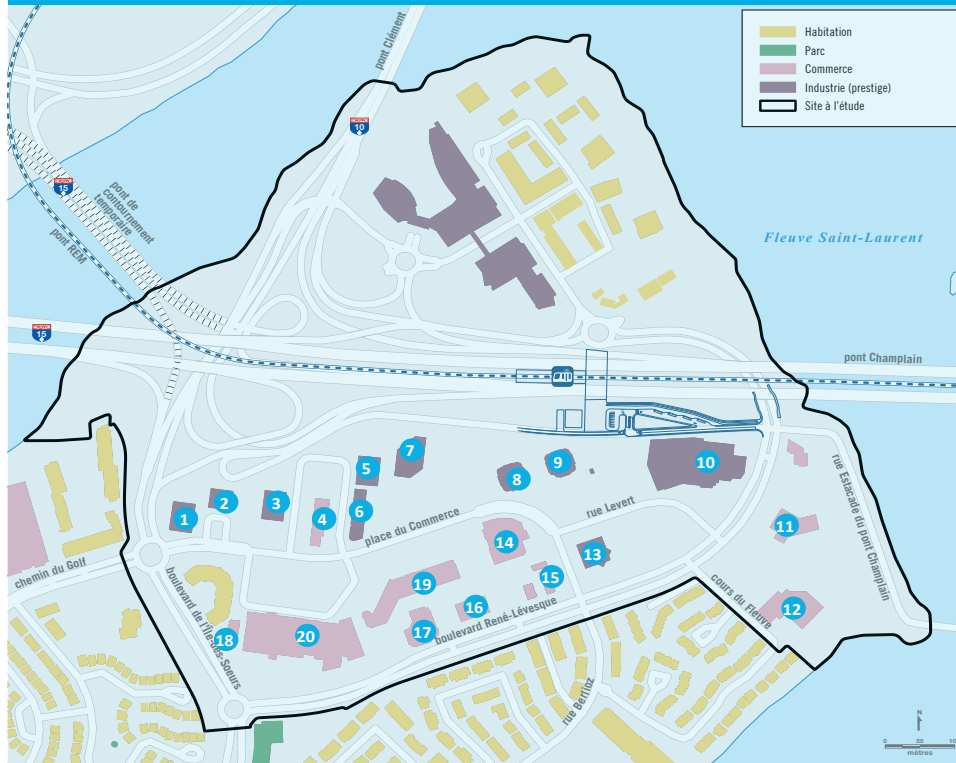 Habitation
Parc
Commerce
Industrie (prestige)
Site à l'étude
pont Clément
10
15
pont de
contournement
temporaire
pont REM
Fleuve Saint-Laurent
15
pont Champlain
7
5
9
8
10
2
3
1
4
6
place du Commerce
rue Levert
rue Estacade du pont Champlain
11
14
13
chemin du Golf
boulevard de l'Île-des-Soeurs
19
15
16
12
cours du Fleuve
boulevard René-Lévesque
17
18
20
rue Berlioz
N
0 50
mètres